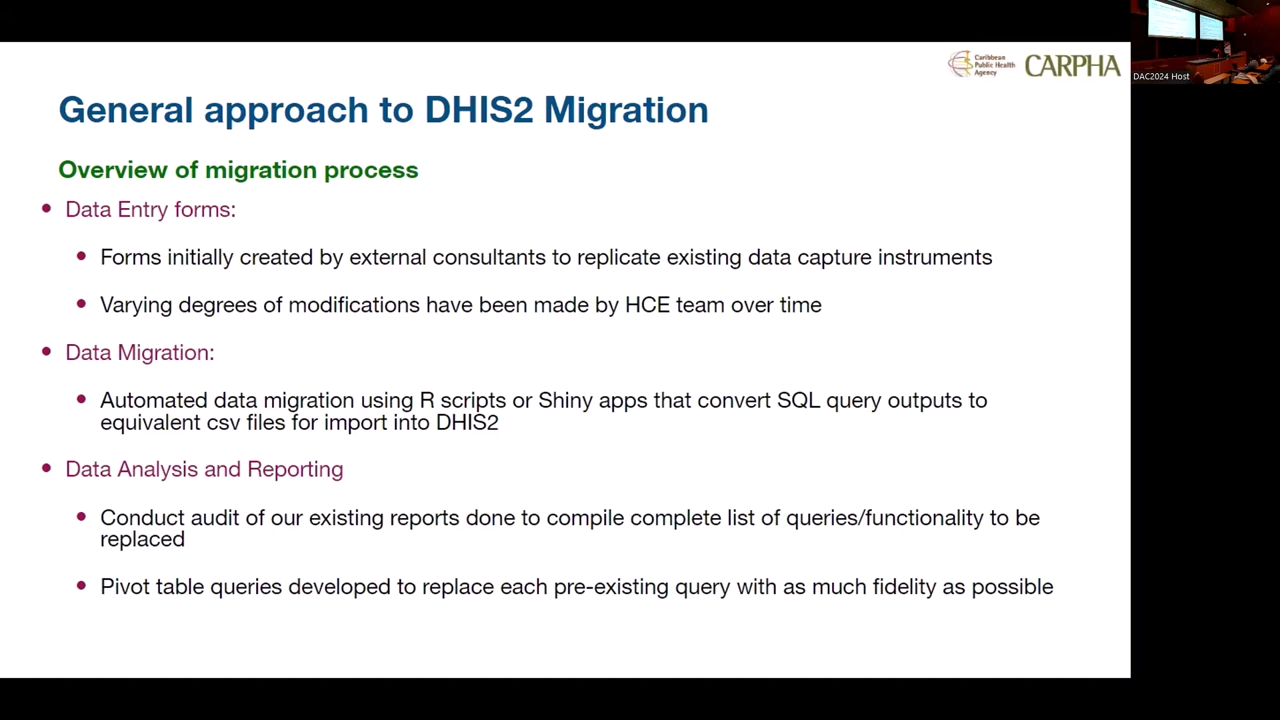 Caribbean
Public Health
Agency
CARPHA
DAC2024 Host
General approach to DHIS2 Migration
Overview of migration process
• Data Entry forms:
• Forms initially created by external consultants to replicate existing data capture instruments
• Varying degrees of modifications have been made by HCE team over time
• Data Migration:
• Automated data migration using R scripts or Shiny apps that convert SQL query outputs to
equivalent csv files for import into DHIS2
• Data Analysis and Reporting
• Conduct audit of our existing reports done to compile complete list of queries/functionality to be
replaced
• Pivot table queries developed to replace each pre-existing query with as much fidelity as possible